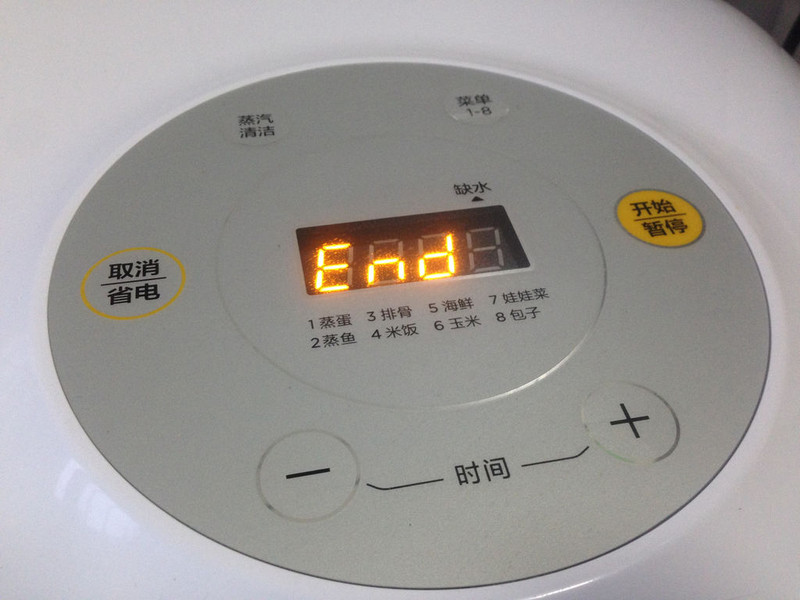 蒸汽
清洁
菜单
1-8
缺水
开始
暂停
End
取消
省电
1 蒸蛋 3 排骨 5 海鲜 7 娃娃菜
2 蒸鱼 4 米饭 6 玉米 8 包子
− 时间 +